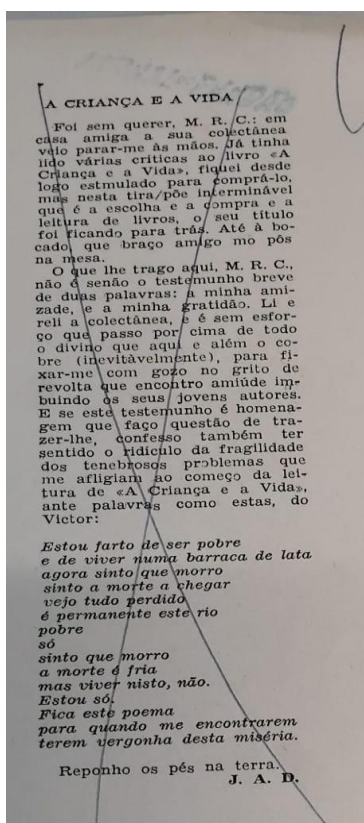 A CRIANÇA E A VIDA
Foi sem querer, M. R. C.: em
casa amiga a sua colectânea
veio parar-me às mãos. Já tinha
lido várias críticas ao livro «A
Criança e a Vida», fiquei desde
logo estmulado para comprá-lo,
mas nesta tira/põe interminável
que é a escolha e a compra e a
leitura de livros, o seu título
foi ficando para trás. Até à bo-
cado, que braço amigo mo pôs
na mesa.
O que lhe trago aqui, M. R. C.,
não é senão o testemunho breve
de duas palavras: a minha ami-
zade, e a minha gratidão. Li e
reli a colectânea, e é sem esfor-
ço que passo por cima de todo
o divino que aqui e além o co-
bre (inevitàvelmente), para fi-
xar-me com gozo no grito de
revolta que encontro amiúde im-
buindo os seus jovens autores.
E se este testemunho é homena-
gem que faço questão de tra-
zer-lhe, confesso também ter
sentido o ridículo da fragilidade
dos tenebrosos problemas que
me afligiam ao começo da lei-
tura de «A Criança e a Vida»,
ante palavras como estas, do
Victor:
Estou farto de ser pobre
e de viver numa barraca de lata
agora sinto que morro
sinto a morte a chegar
vejo tudo perdido
é permanente este rio
pobre
só
sinto que morro
a morte é fria
mas viver nisto, não.
Estou só.
Fica este poema
para quando me encontrarem
terem vergonha desta miséria.
Reponho os pés na terra.
J. A. D.